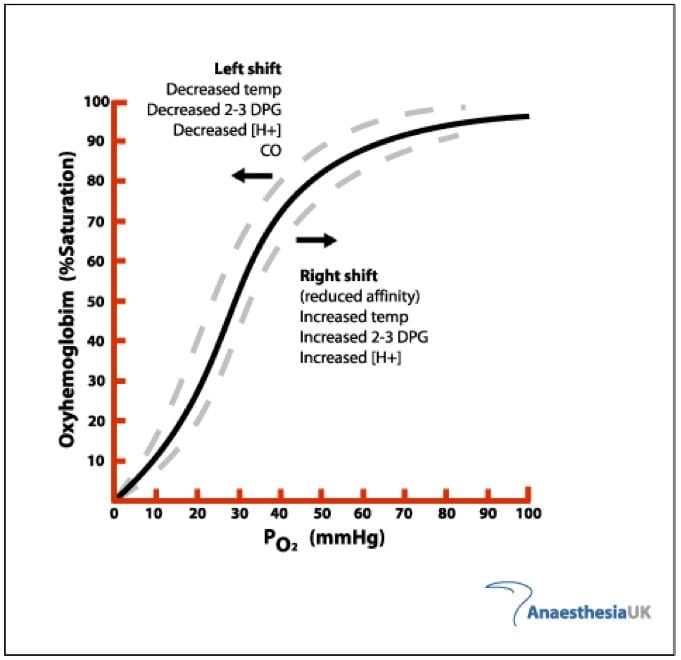 Left shift
Decreased temp
Decreased 2-3 DPG
Decreased [H+]
CO
Oxyhemoglobim (%Saturation)
100
90
80
70
60
50
40
30
20
10
Right shift
(reduced affinity)
Increased temp
Increased 2-3 DPG
Increased [H+]
0 10 20 30 40 50 60 70 80 90 100
PO₂ (mmHg)
AnaesthesiaUK